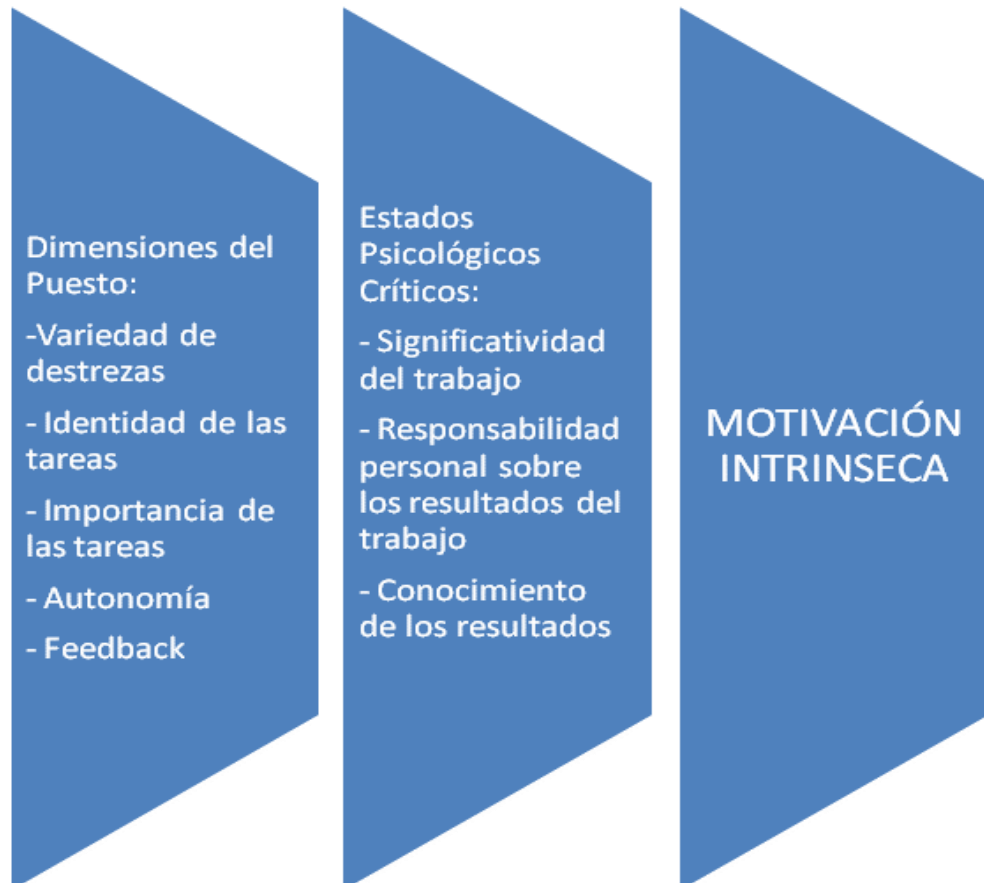 Dimensiones del
Puesto:
-Variedad de
destrezas
- Identidad de las
tareas
- Importancia de
las tareas
- Autonomía
- Feedback
Estados
Psicológicos
Críticos:
- Significatividad
del trabajo
- Responsabilidad
personal sobre
los resultados del
trabajo
- Conocimiento
de los resultados
MOTIVACIÓN
INTRINSECA